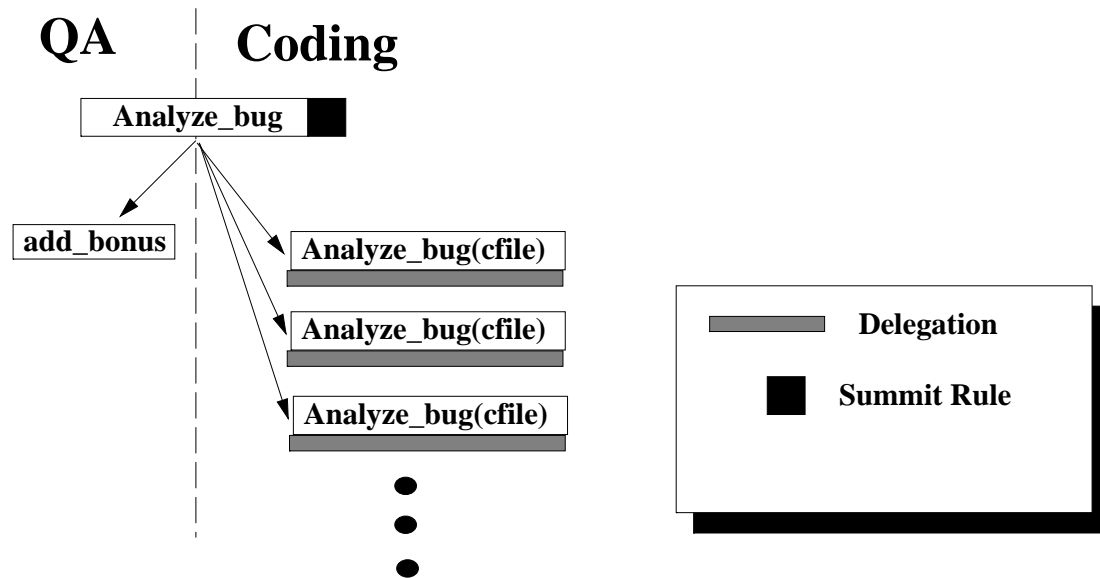 QA
Coding
Analyze_bug
add_bonus
Analyze_bug(cfile)
Analyze_bug(cfile)
Analyze_bug(cfile)
Delegation
Summit Rule